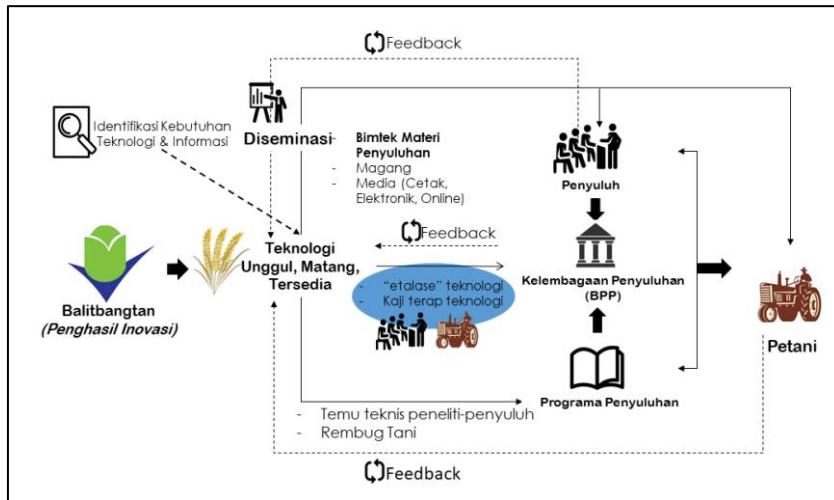 Feedback
Identifikasi Kebutuhan
Teknologi & Informasi
Diseminasi
- Bimtek Materi
Penyuluhan
- Magang
- Media (Cetak,
Elektronik, Online)
Penyuluh
Feedback
Teknologi
Unggul, Matang,
Tersedia
- "etalase" teknologi
- Kaji terap teknologi
Kelembagaan Penyuluhan
(BPP)
Balitbangtan
(Penghasil Inovasi)
Petani
Programa Penyuluhan
- Temu teknis peneliti-penyuluh
- Rembug Tani
Feedback